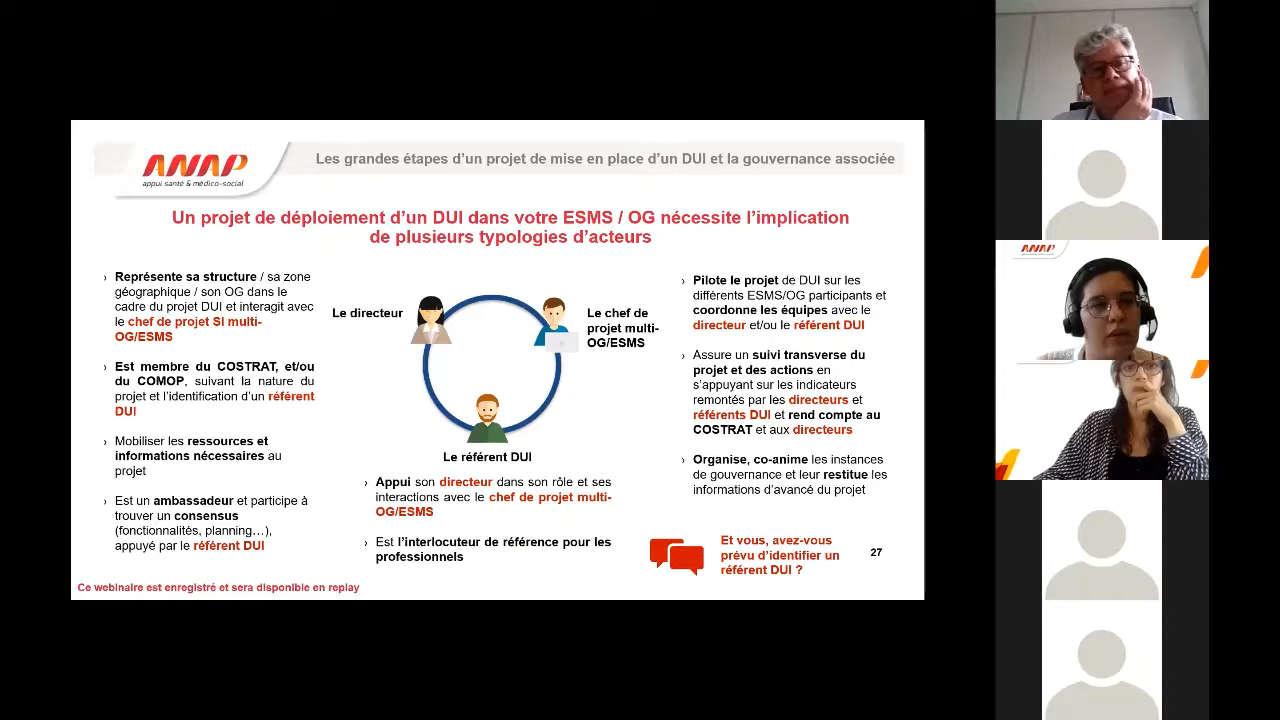 ANAP
appui santé & médico-social
Les grandes étapes d'un projet de mise en place d'un DUI et la gouvernance associée
Un projet de déploiement d'un DUI dans votre ESMS / OG nécessite l'implication
de plusieurs typologies d'acteurs
› Représente sa structure / sa zone
géographique / son OG dans le
cadre du projet DUI et interagit avec
le chef de projet SI multi-
OG/ESMS
› Est membre du COSTRAT, et/ou
du COMOP, suivant la nature du
projet et l'identification d'un référent
DUI
› Mobiliser les ressources et
informations nécessaires au
projet
› Est un ambassadeur et participe à
trouver un consensus
(fonctionnalités, planning…),
appuyé par le référent DUI
Le directeur
Le chef de
projet multi-
OG/ESMS
Le référent DUI
› Appui son directeur dans son rôle et ses
interactions avec le chef de projet multi-
OG/ESMS
› Est l'interlocuteur de référence pour les
professionnels
› Pilote le projet de DUI sur les
différents ESMS/OG participants et
coordonne les équipes avec le
directeur et/ou le référent DUI
› Assure un suivi transverse du
projet et des actions en
s'appuyant sur les indicateurs
remontés par les directeurs et
référents DUI et rend compte au
COSTRAT et aux directeurs
› Organise, co-anime les instances
de gouvernance et leur restitue les
informations d'avancé du projet
Et vous, avez-vous
prévu d'identifier un
référent DUI ?
27
Ce webinaire est enregistré et sera disponible en replay
ANAP